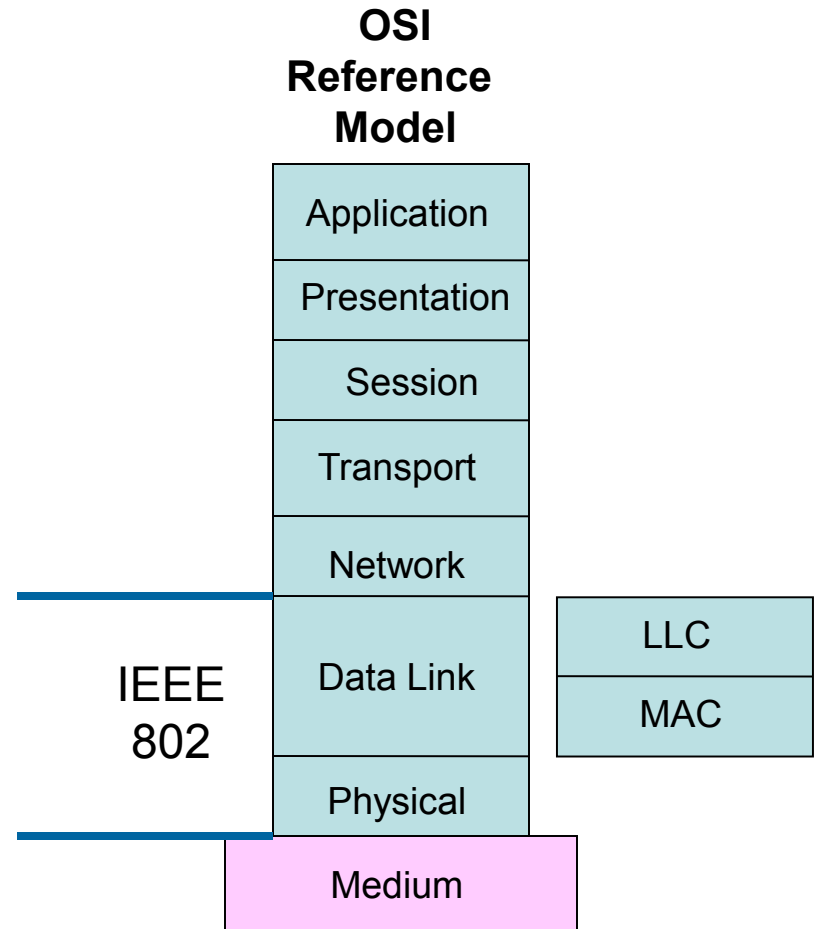 OSI
Reference
Model
Application
Presentation
Session
Transport
Network
IEEE
802
Data Link
LLC
MAC
Physical
Medium